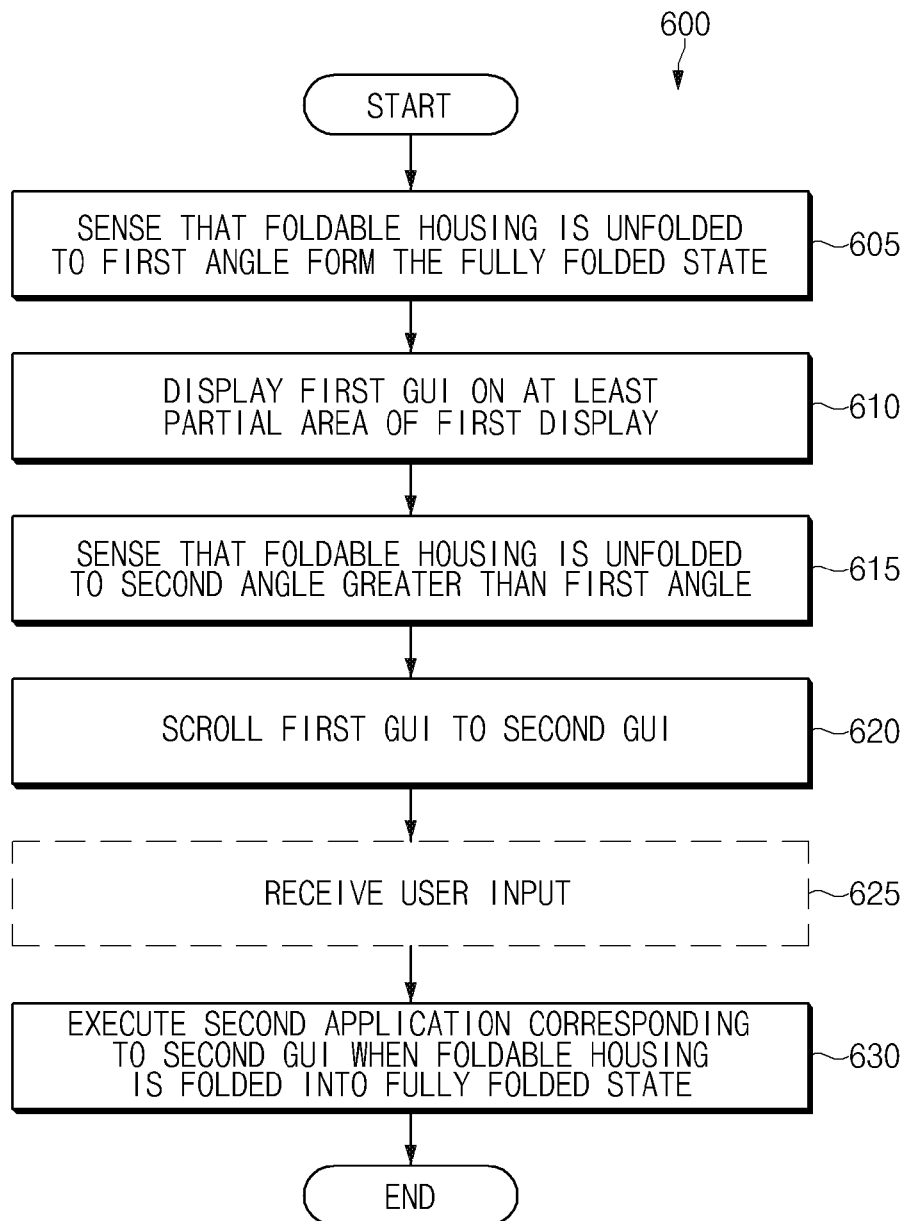 600
START
SENSE THAT FOLDABLE HOUSING IS UNFOLDED
TO FIRST ANGLE FORM THE FULLY FOLDED STATE
605
DISPLAY FIRST GUI ON AT LEAST
PARTIAL AREA OF FIRST DISPLAY
610
SENSE THAT FOLDABLE HOUSING IS UNFOLDED
TO SECOND ANGLE GREATER THAN FIRST ANGLE
615
SCROLL FIRST GUI TO SECOND GUI
620
RECEIVE USER INPUT
625
EXECUTE SECOND APPLICATION CORRESPONDING
TO SECOND GUI WHEN FOLDABLE HOUSING
IS FOLDED INTO FULLY FOLDED STATE
630
END